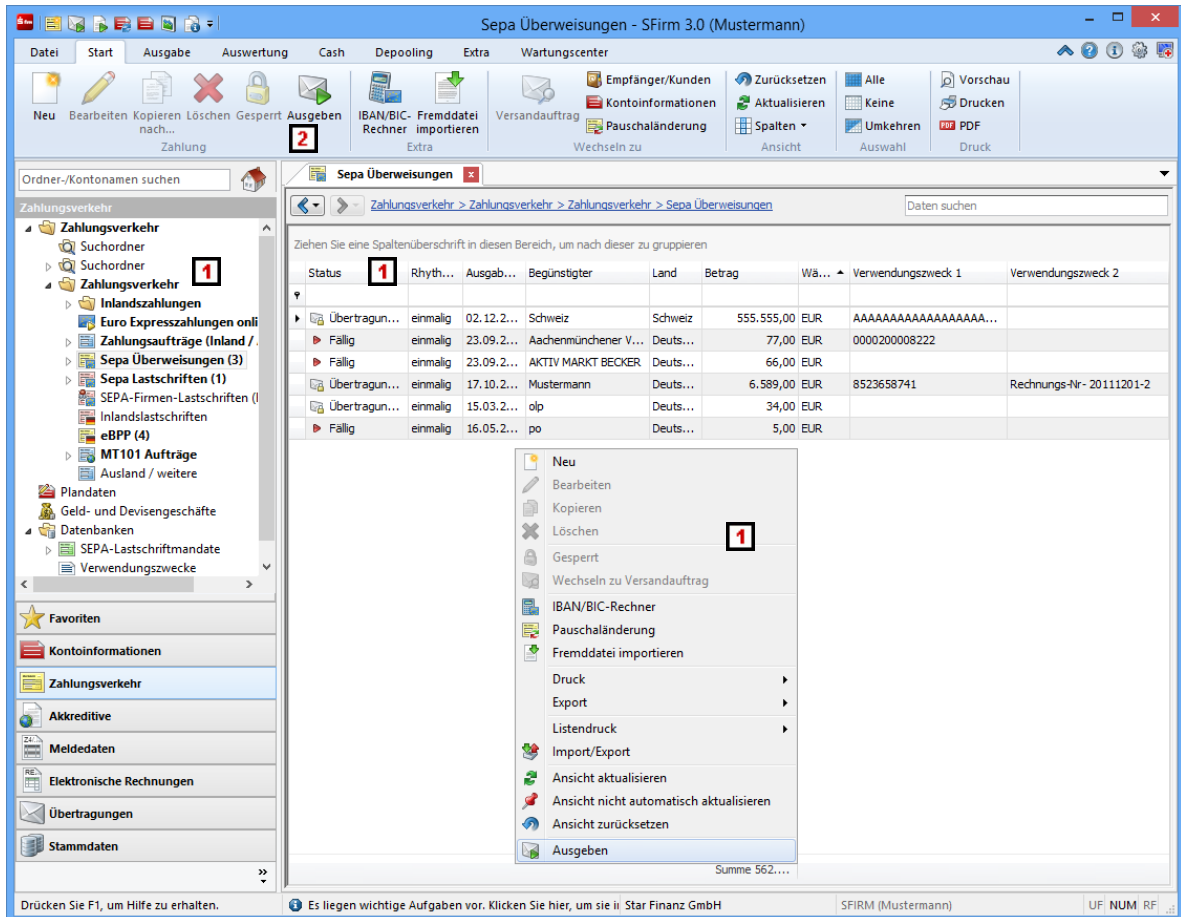 Sepa Überweisungen - SFirm 3.0 (Mustermann)
Datei Start Ausgabe Auswertung Cash Depooling Extra Wartungscenter
Neu
Bearbeiten
Kopieren nach...
Löschen
Gesperrt
Ausgeben
2
Zahlung
IBAN/BIC-Rechner
Fremddatei importieren
Extra
Versandauftrag
Empfänger/Kunden
Kontoinformationen
Pauschaländerung
Wechseln zu
Zurücksetzen
Aktualisieren
Spalten
Ansicht
Alle
Keine
Umkehren
Auswahl
Vorschau
Drucken
PDF PDF
Druck
Ordner-/Kontonamen suchen
Zahlungsverkehr
Zahlungsverkehr
Suchordner
Suchordner
1
Zahlungsverkehr
Inlandszahlungen
Euro Expresszahlungen onli
Zahlungsaufträge (Inland / .
Sepa Überweisungen (3)
Sepa Lastschriften (1)
SEPA-Firmen-Lastschriften (I
Inlandslastschriften
eBPP (4)
MT101 Aufträge
Ausland / weitere
Plandaten
Geld- und Devisengeschäfte
Datenbanken
SEPA-Lastschriftmandate
Verwendungszwecke
Favoriten
Kontoinformationen
Zahlungsverkehr
Akkreditive
Meldedaten
Elektronische Rechnungen
Übertragungen
Stammdaten
Sepa Überweisungen
Zahlungsverkehr > Zahlungsverkehr > Zahlungsverkehr > Sepa Überweisungen
Daten suchen
Ziehen Sie eine Spaltenüberschrift in diesen Bereich, um nach dieser zu gruppieren
Status 1 Rhyth... Ausgab... Begünstigter Land Betrag Wä... Verwendungszweck 1 Verwendungszweck 2
Übertragun... einmalig 02.12.2... Schweiz Schweiz 555.555,00 EUR AAAAAAAAAAAAAAAAAA...
Fällig einmalig 23.09.2... Aachenmünchener V... Deuts... 77,00 EUR 0000200008222
Fällig einmalig 23.09.2... AKTIV MARKT BECKER Deuts... 66,00 EUR
Übertragun... einmalig 17.10.2... Mustermann Deuts... 6.589,00 EUR 8523658741 Rechnungs-Nr- 20111201-2
Übertragun... einmalig 15.03.2... olp Deuts... 34,00 EUR
Fällig einmalig 16.05.2... po Deuts... 5,00 EUR
Neu
Bearbeiten
Kopieren
Löschen
1
Gesperrt
Wechseln zu Versandauftrag
IBAN/BIC-Rechner
Pauschaländerung
Fremddatei importieren
Druck
Export
Listendruck
Import/Export
Ansicht aktualisieren
Ansicht nicht automatisch aktualisieren
Ansicht zurücksetzen
Ausgeben
Summe 562....
Drücken Sie F1, um Hilfe zu erhalten.
Es liegen wichtige Aufgaben vor. Klicken Sie hier, um sie i
Star Finanz GmbH
SFIRM (Mustermann)
UF NUM RF